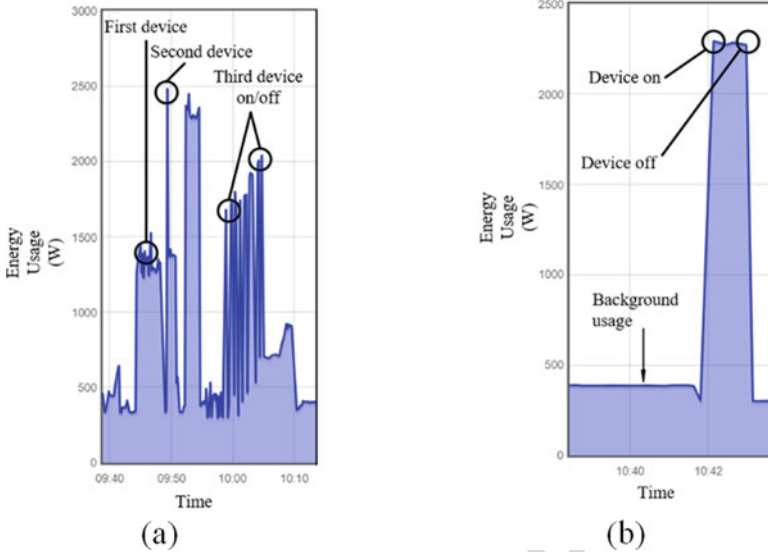 3000
First device
Second device
Third device
on/off
2500
2000
1500
1000
500
0
Energy
Usage
(W)
09:40
09:50
10:00
10:10
Time
(a)
2500
Device on
2000
Device off
1500
Energy
Usage
(W)
1000
Background
usage
500
0
10:40
10:42
Time
(b)